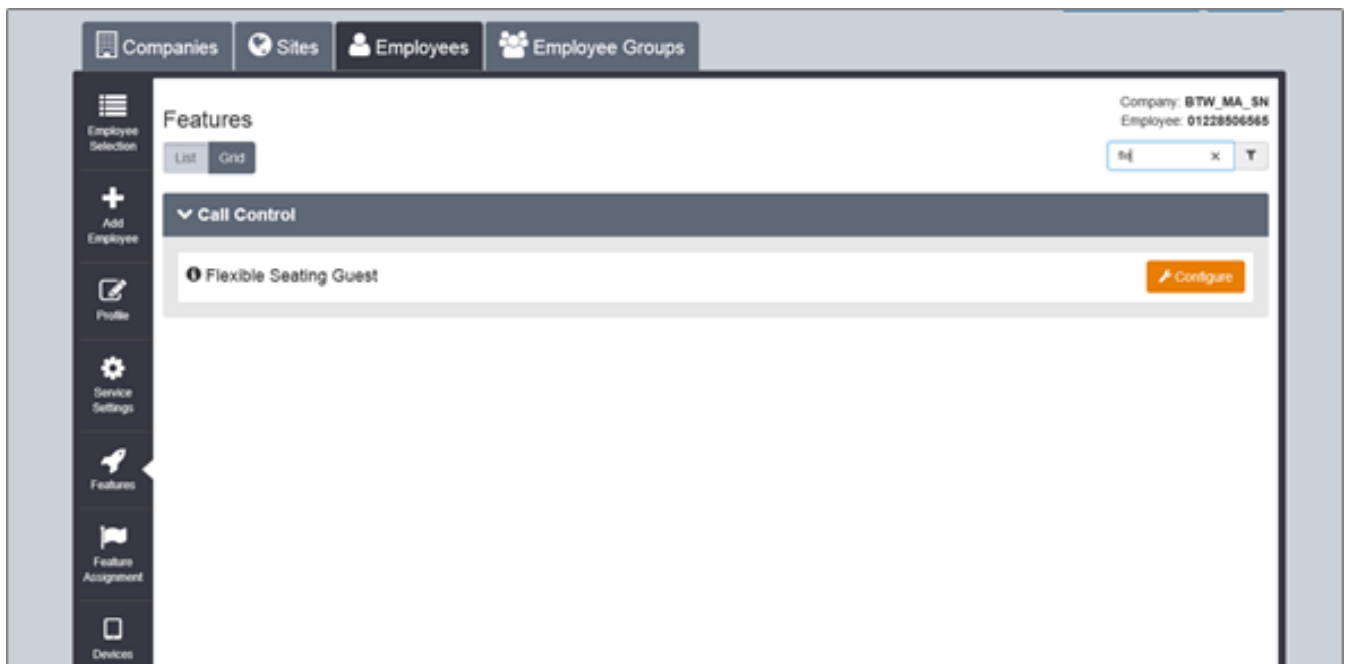 Companies
Sites
Employees
Employee Groups
Employee
Selection
Add
Employee
Profile
Service
Settings
Features
Feature
Assignment
Devices
Features
Company: BTW_MA_SN
Employee: 01228506565
List
Grid
Call Control
Flexible Seating Guest
Configure